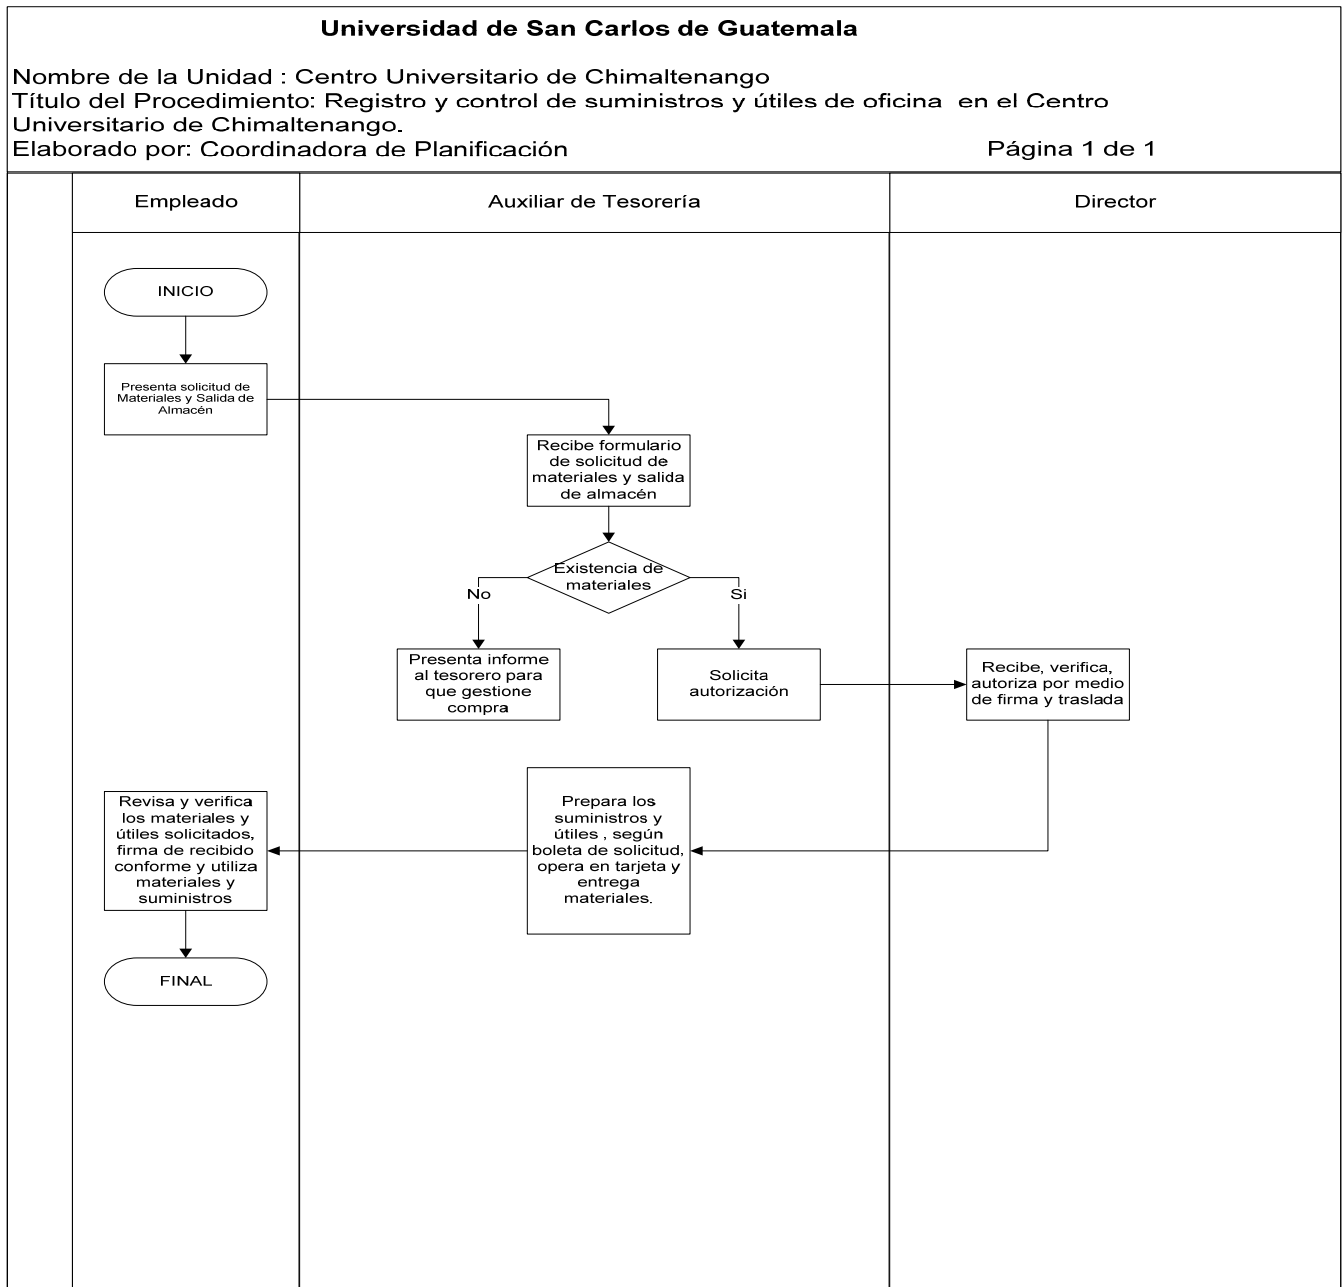 Universidad de San Carlos de Guatemala
Nombre de la Unidad : Centro Universitario de Chimaltenango
Título del Procedimiento: Registro y control de suministros y útiles de oficina en el Centro
Universitario de Chimaltenango.
Elaborado por: Coordinadora de Planificación
Página 1 de 1
Empleado
Auxiliar de Tesorería
Director
INICIO
Presenta solicitud de
Materiales y Salida de
Almacén
Recibe formulario
de solicitud de
materiales y salida
de almacén
Existencia de
materiales
No
Si
Presenta informe
al tesorero para
que gestione
compra
Solicita
autorización
Recibe, verifica,
autoriza por medio
de firma y traslada
Revisa y verifica
los materiales y
útiles solicitados,
firma de recibido
conforme y utiliza
materiales y
suministros
Prepara los
suministros y
útiles , según
boleta de solicitud,
opera en tarjeta y
entrega
materiales.
FINAL